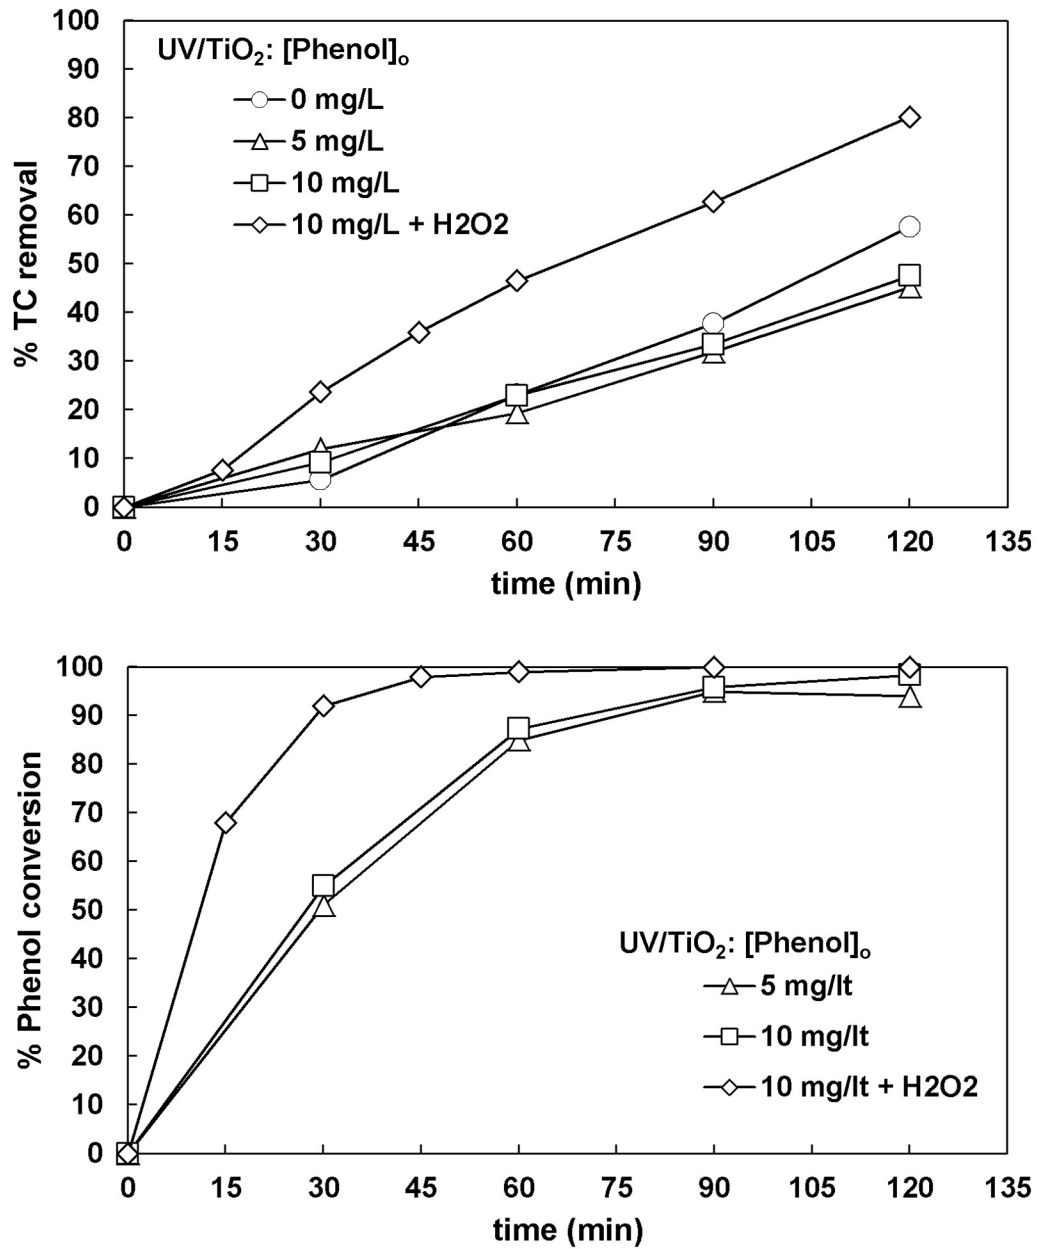 100
UV/TiO₂: [Phenol]ₒ
90
0 mg/L
80
5 mg/L
70
10 mg/L
60
10 mg/L + H2O2
50
40
30
20
10
0
% TC removal
0 15 30 45 60 75 90 105 120 135
time (min)
100
90
80
70
60
50
40
30
20
10
0
% Phenol conversion
UV/TiO₂: [Phenol]ₒ
5 mg/lt
10 mg/lt
10 mg/lt + H2O2
0 15 30 45 60 75 90 105 120 135
time (min)